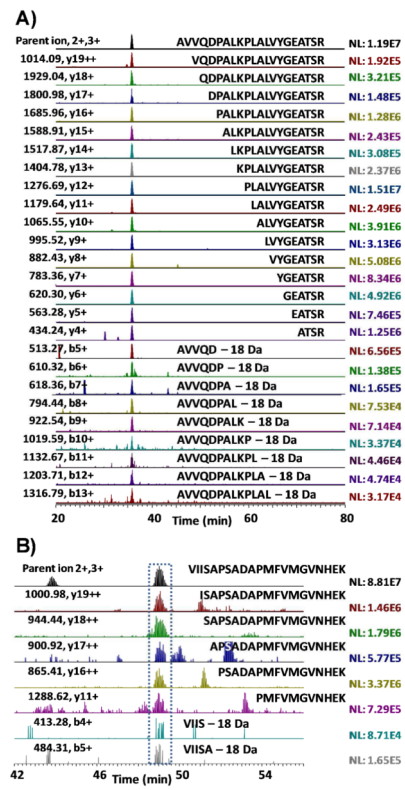 A)
Parent ion, 2+,3+ AVVQDPALKPLALVYGEATSR NL: 1.19E7
1014.09, y19++ VQDPALKPLALVYGEATSR NL: 1.92E5
1929.04, y18+ QDPALKPLALVYGEATSR NL: 3.21E5
1800.98, y17+ DPALKPLALVYGEATSR NL: 1.48E5
1685.96, y16+ PALKPLALVYGEATSR NL: 1.28E6
1588.91, y15+ ALKPLALVYGEATSR NL: 2.43E5
1517.87, y14+ LKPLALVYGEATSR NL: 3.08E5
1404.78, y13+ KPLALVYGEATSR NL: 2.37E6
1276.69, y12+ PLALVYGEATSR NL: 1.51E7
1179.64, y11+ LALVYGEATSR NL: 2.49E6
1065.55, y10+ ALVYGEATSR NL: 3.91E6
995.52, y9+ LVYGEATSR NL: 3.13E6
882.43, y8+ VYGEATSR NL: 5.08E6
783.36, y7+ YGEATSR NL: 8.34E6
620.30, y6+ GEATSR NL: 4.92E6
563.28, y5+ EATSR NL: 7.46E5
434.24, y4+ ATSR NL: 1.25E6
513.27, b5+ AVVQD – 18 Da NL: 6.56E5
610.32, b6+ AVVQDP – 18 Da NL: 1.38E5
618.36, b7+ AVVQDPA – 18 Da NL: 1.65E5
794.44, b8+ AVVQDPAL – 18 Da NL: 7.53E4
922.54, b9+ AVVQDPALK – 18 Da NL: 7.14E4
1019.59, b10+ AVVQDPALKP – 18 Da NL: 3.37E4
1132.67, b11+ AVVQDPALKPL – 18 Da NL: 4.46E4
1203.71, b12+ AVVQDPALKPLA – 18 Da NL: 4.74E4
1316.79, b13+ AVVQDPALKPLAL – 18 Da NL: 3.17E4
20 40 60 80
Time (min)
B)
Parent ion 2+,3+ VIISAPSADAPMFVMGVNHEK NL: 8.81E7
1000.98, y19++ ISAPSADAPMFVMGVNHEK NL: 1.46E6
944.44, y18++ SAPSADAPMFVMGVNHEK NL: 1.79E6
900.92, y17++ APSADAPMFVMGVNHEK NL: 5.77E5
865.41, y16++ PSADAPMFVMGVNHEK NL: 3.37E6
1288.62, y11+ PMFVMGVNHEK NL: 7.29E5
413.28, b4+ VIIS – 18 Da NL: 8.71E4
484.31, b5+ VIISA – 18 Da NL: 1.65E5
42 46 50 54
Time (min)